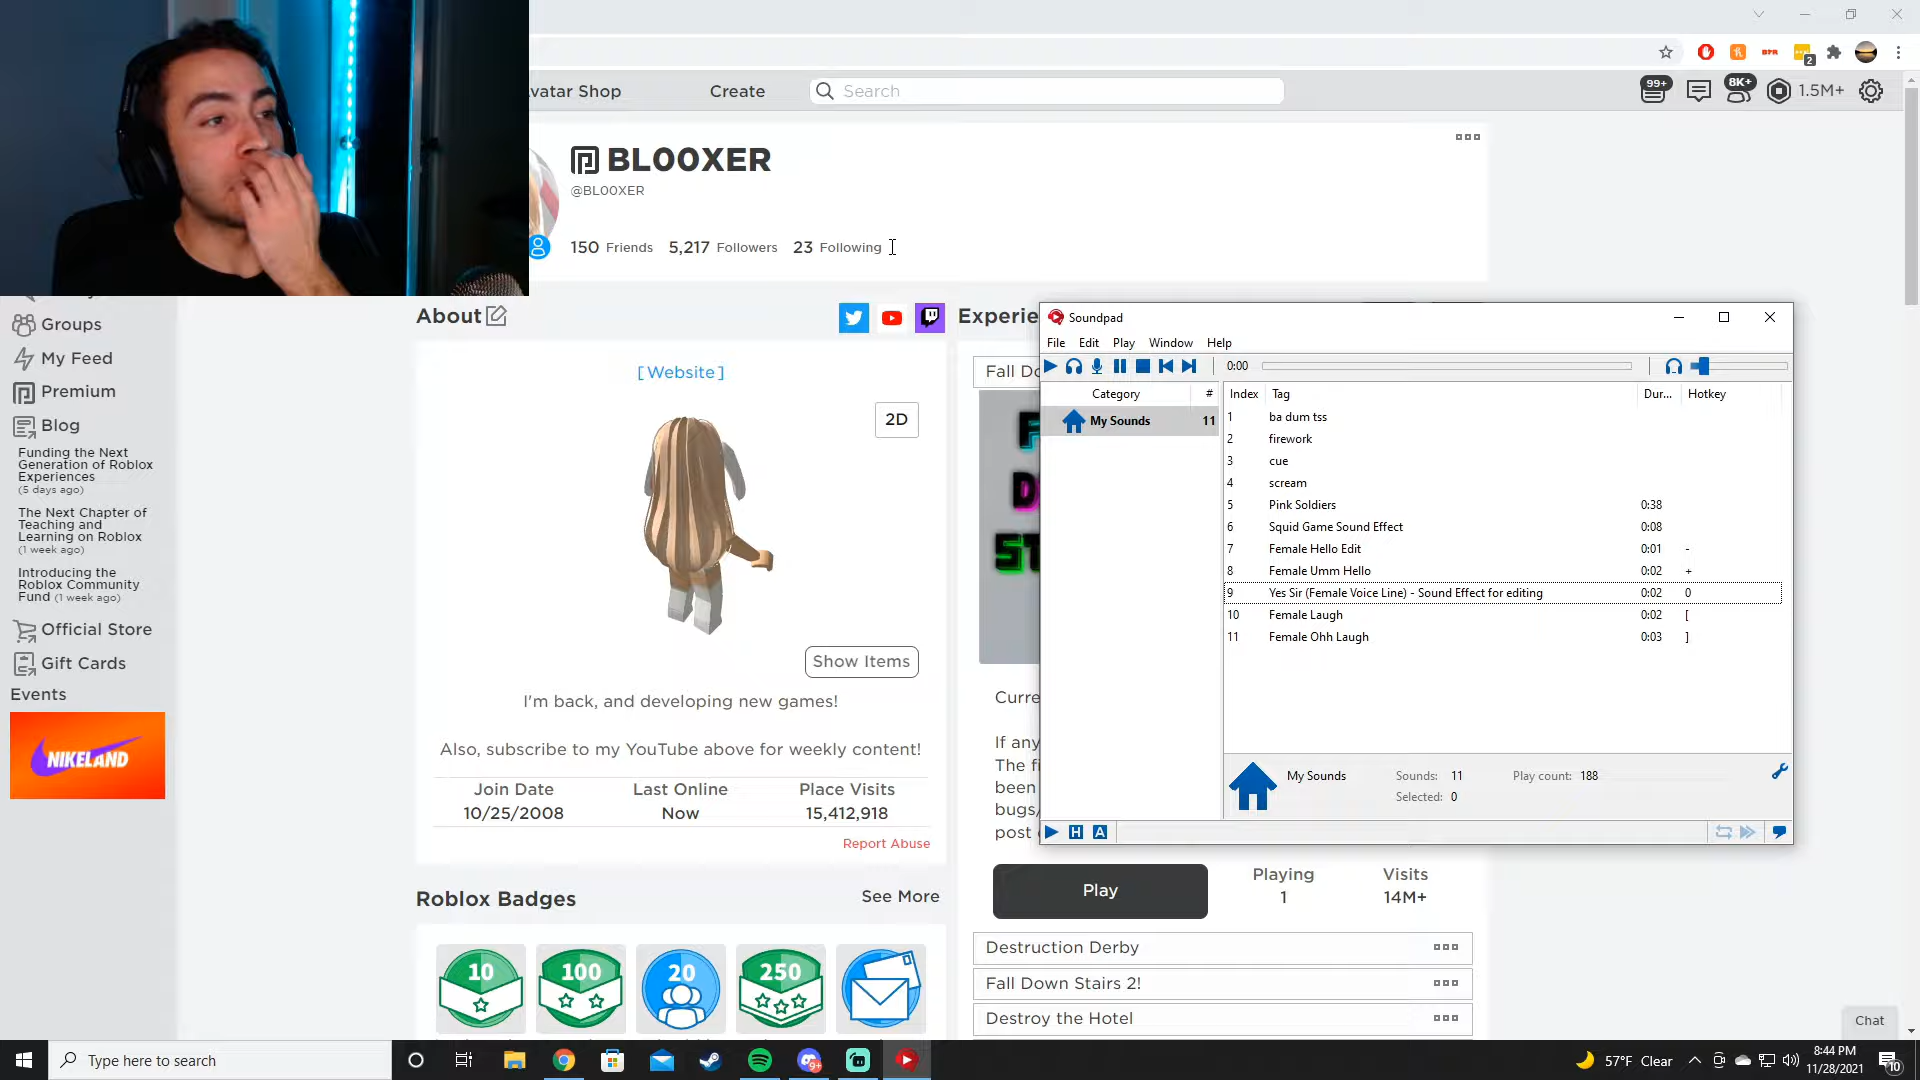 Avatar Shop
Create
Search
99+
8K+
1.5M+
BL00XER
@BL00XER
150 Friends 5,217 Followers 23 Following
Groups
My Feed
Premium
Blog
Funding the Next
Generation of Roblox
Experiences
(5 days ago)
The Next Chapter of
Teaching and
Learning on Roblox
(1 week ago)
Introducing the
Roblox Community
Fund (1 week ago)
Official Store
Gift Cards
Events
NIKELAND
About
[ Website ]
2D
Show Items
I'm back, and developing new games!
Also, subscribe to my YouTube above for weekly content!
Join Date Last Online Place Visits
10/25/2008 Now 15,412,918
Report Abuse
Roblox Badges
See More
10
100
20
250
Experie
Fall Do
Curre
If any
The fi
been
bugs/
post
Play
Playing
1
Visits
14M+
Destruction Derby
Fall Down Stairs 2!
Destroy the Hotel
Chat
Soundpad
File Edit Play Window Help
0:00
Category #
My Sounds 11
Index Tag Dur... Hotkey
1 ba dum tss
2 firework
3 cue
4 scream
5 Pink Soldiers 0:38
6 Squid Game Sound Effect 0:08
7 Female Hello Edit 0:01 -
8 Female Umm Hello 0:02 +
9 Yes Sir (Female Voice Line) - Sound Effect for editing 0:02 0
10 Female Laugh 0:02 [
11 Female Ohh Laugh 0:03 ]
My Sounds Sounds: 11 Play count: 188
Selected: 0
H A
Type here to search
57°F Clear
8:44 PM
11/28/2021
10